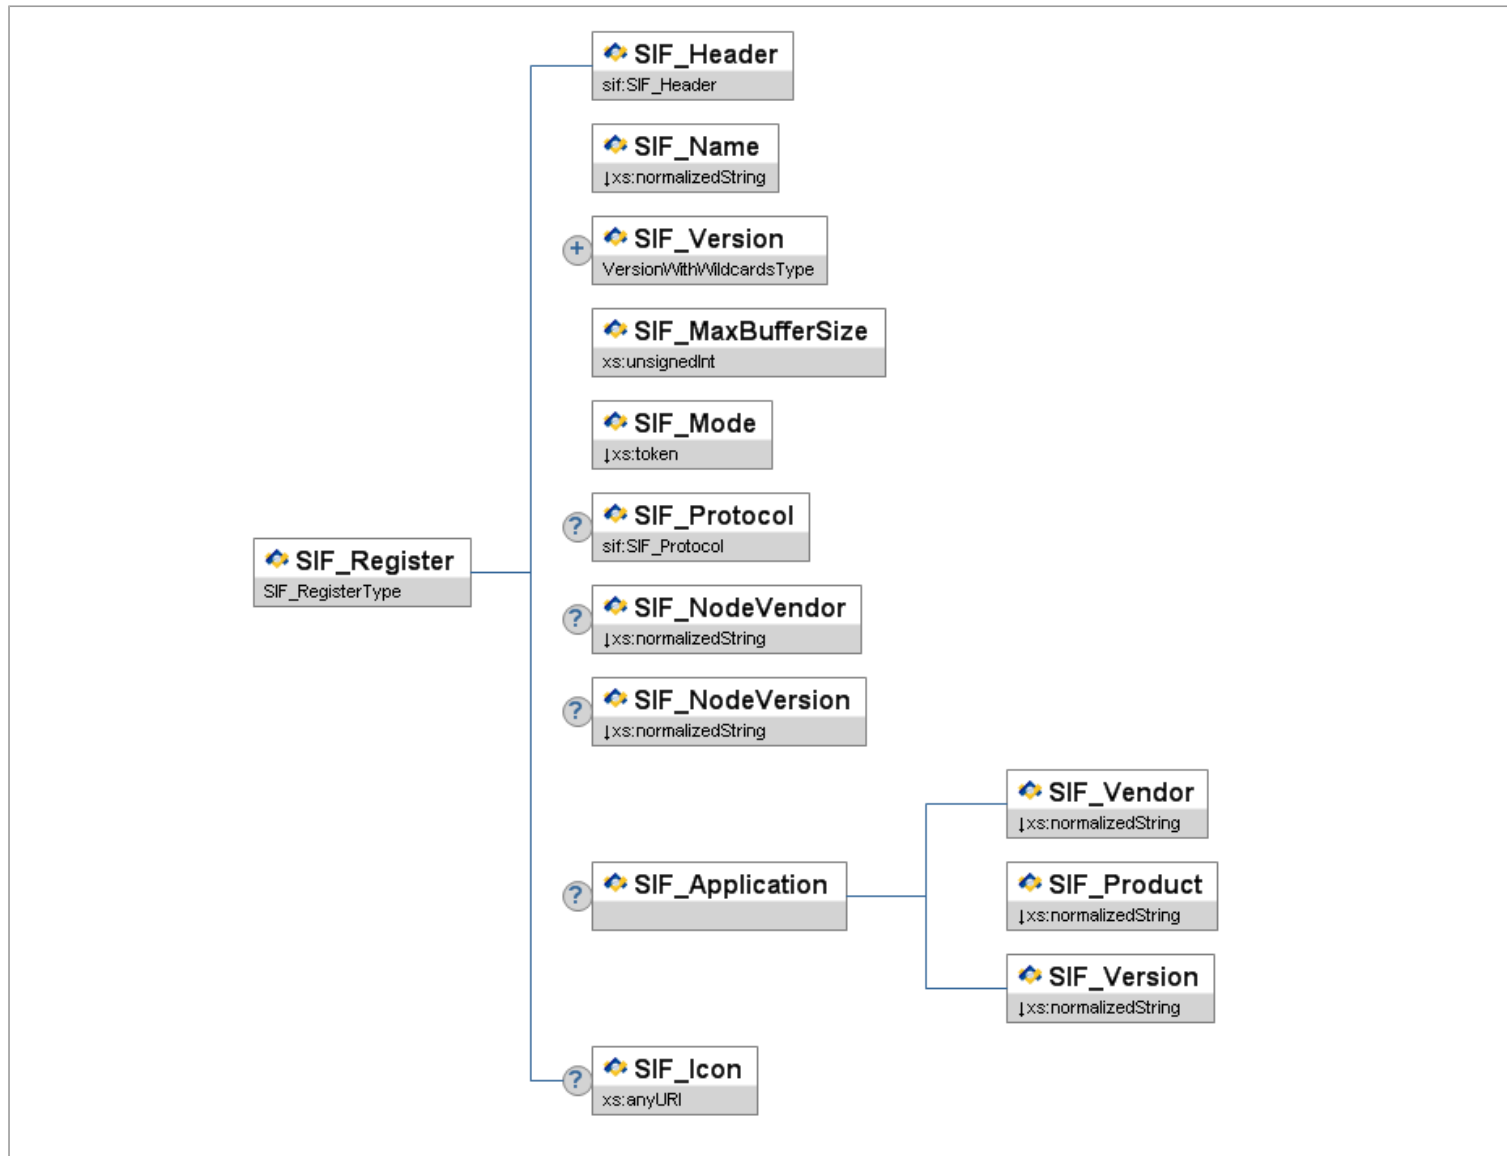 SIF_Header
sif:SIF_Header
SIF_Name
↓xs:normalizedString
+
SIF_Version
VersionWithWildcardsType
SIF_MaxBufferSize
xs:unsignedInt
SIF_Mode
↓xs:token
?
SIF_Protocol
sif:SIF_Protocol
SIF_Register
SIF_RegisterType
?
SIF_NodeVendor
↓xs:normalizedString
?
SIF_NodeVersion
↓xs:normalizedString
?
SIF_Application
SIF_Vendor
↓xs:normalizedString
SIF_Product
↓xs:normalizedString
SIF_Version
↓xs:normalizedString
?
SIF_Icon
xs:anyURI